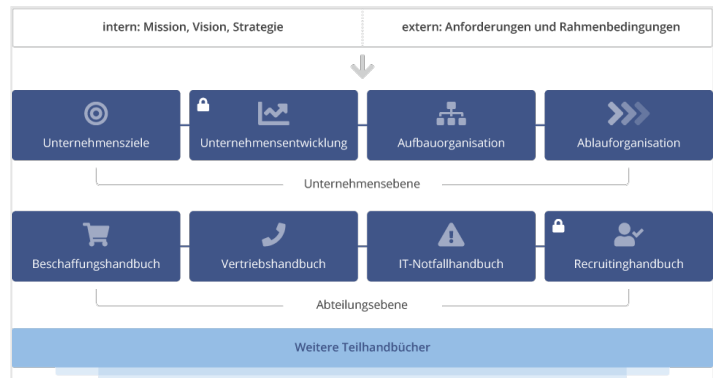 intern: Mission, Vision, Strategie
extern: Anforderungen und Rahmenbedingungen
Unternehmensziele
Unternehmensentwicklung
Aufbauorganisation
Ablauforganisation
Unternehmensebene
Beschaffungshandbuch
Vertriebshandbuch
IT-Notfallhandbuch
Recruitinghandbuch
Abteilungsebene
Weitere Teilhandbücher